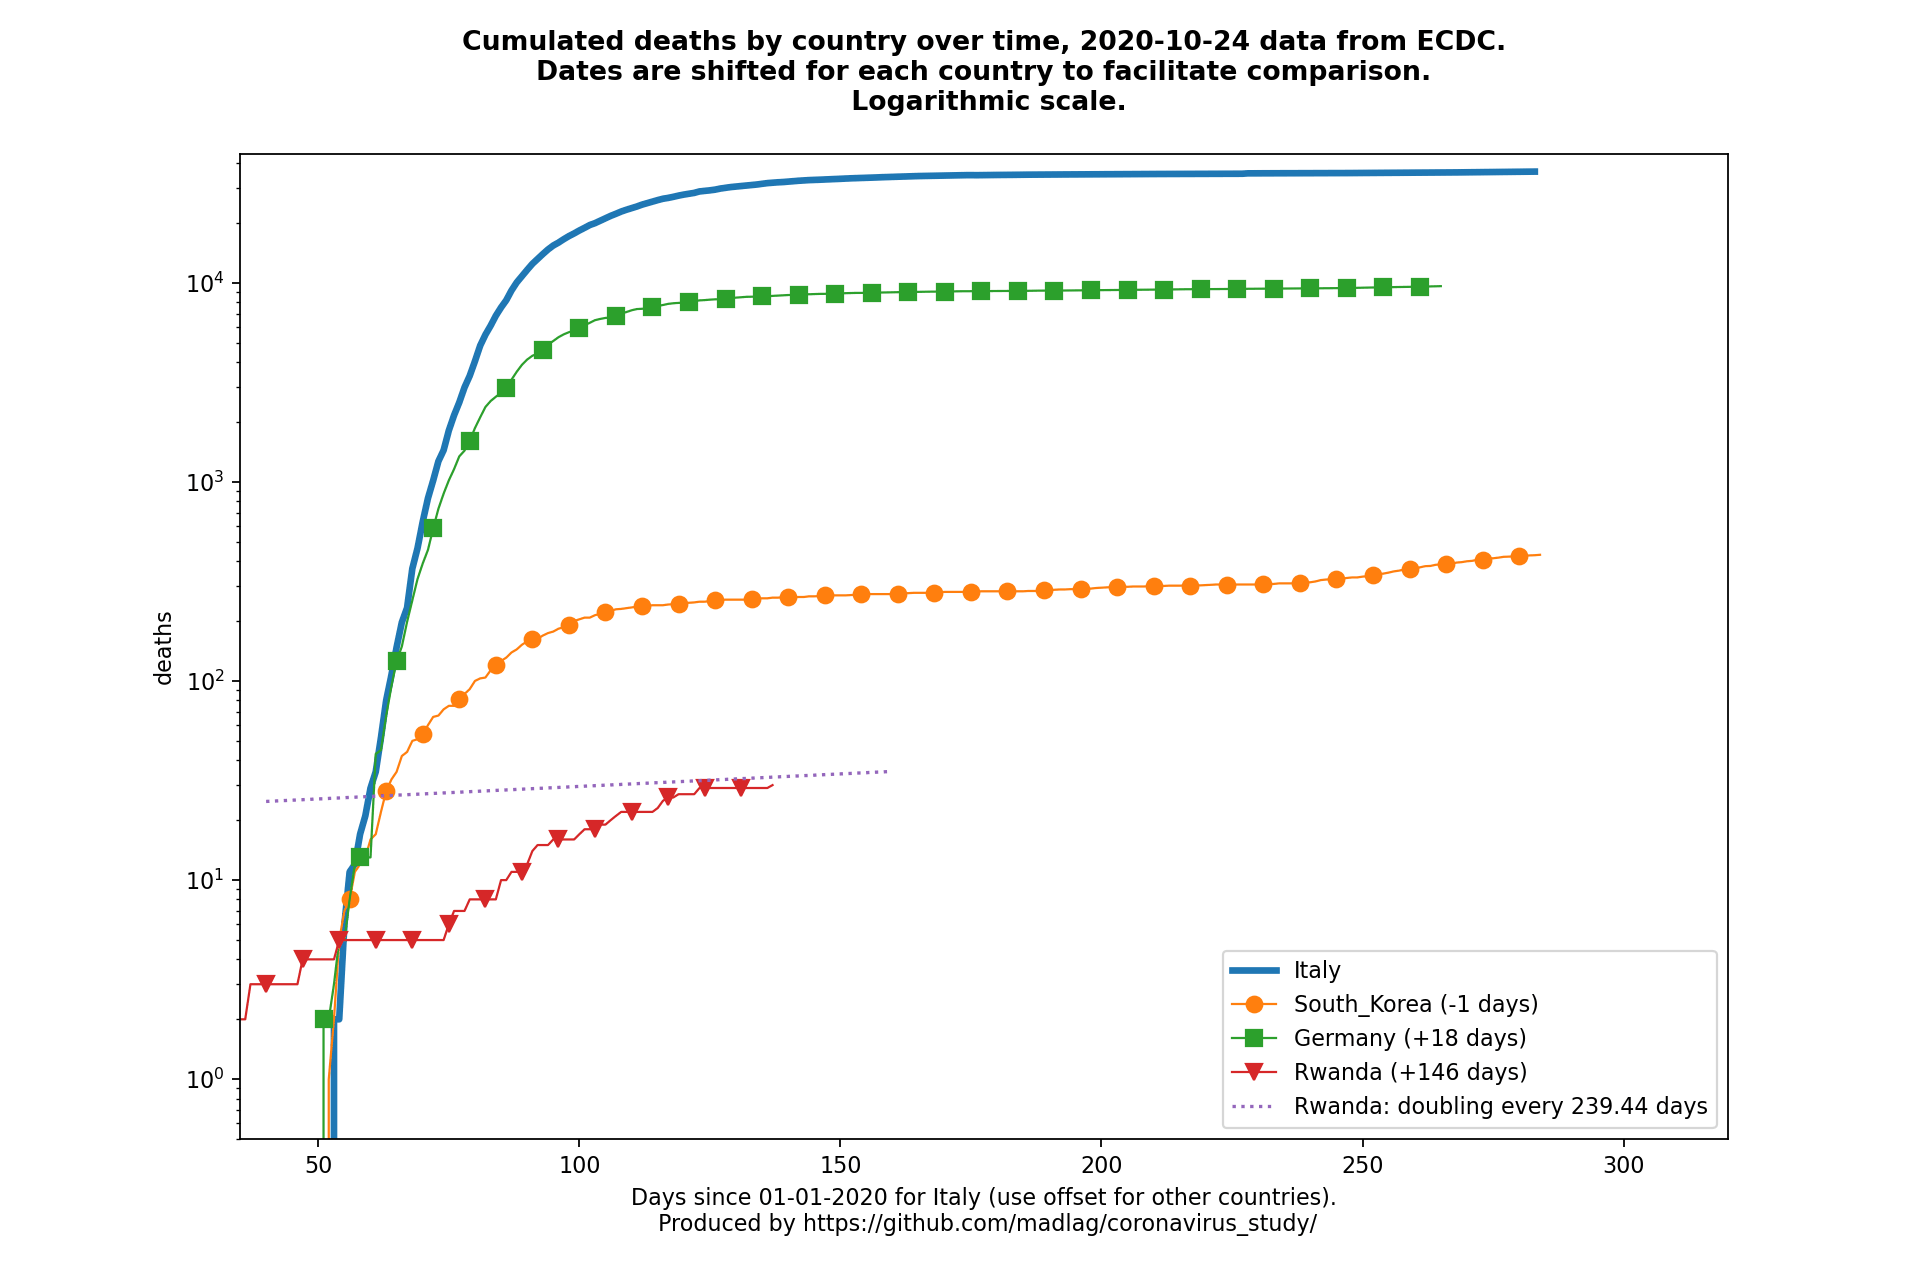 Cumulated deaths by country over time, 2020-10-24 data from ECDC.
Dates are shifted for each country to facilitate comparison.
Logarithmic scale.
10^4
10^3
10^2
10^1
10^0
deaths
Italy
South_Korea (-1 days)
Germany (+18 days)
Rwanda (+146 days)
Rwanda: doubling every 239.44 days
50 100 150 200 250 300
Days since 01-01-2020 for Italy (use offset for other countries).
Produced by https://github.com/madlag/coronavirus_study/